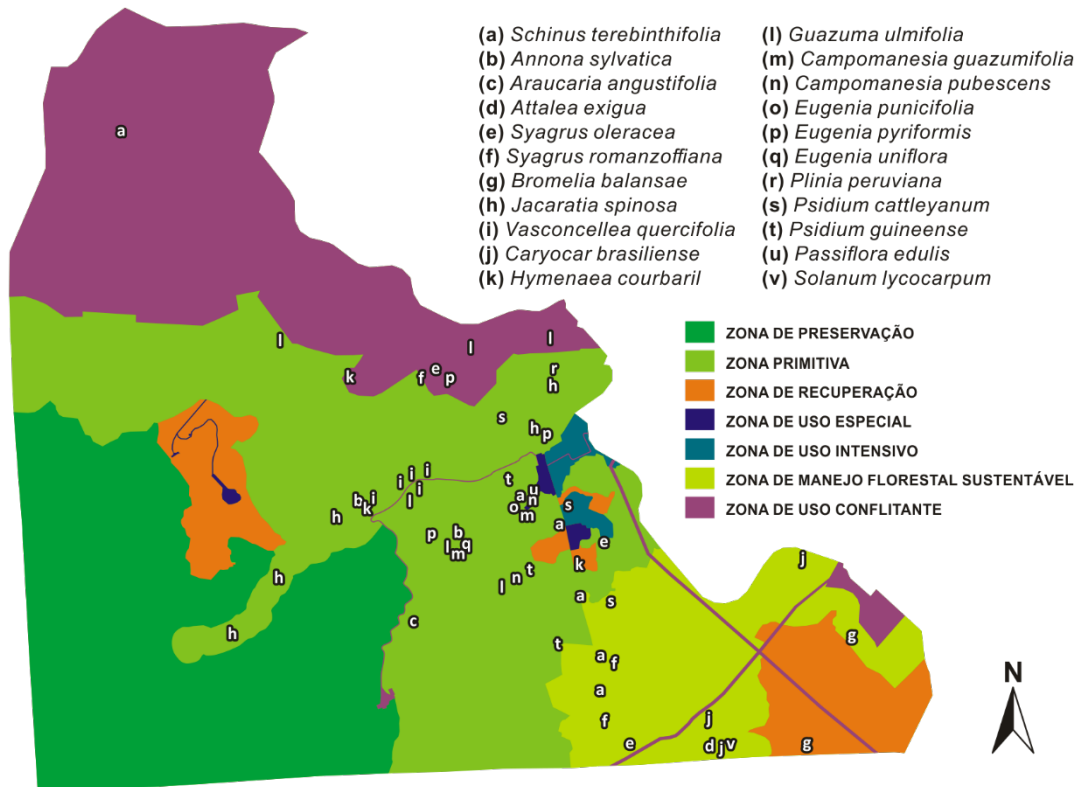 (a) Schinus terebinthifolia
(b) Annona sylvatica
(c) Araucaria angustifolia
(d) Attalea exigua
(e) Syagrus oleracea
(f) Syagrus romanzoffiana
(g) Bromelia balansae
(h) Jacaratia spinosa
(i) Vasconcellea quercifolia
(j) Caryocar brasiliense
(k) Hymenaea courbaril
(l) Guazuma ulmifolia
(m) Campomanesia guazumifolia
(n) Campomanesia pubescens
(o) Eugenia punicifolia
(p) Eugenia pyriformis
(q) Eugenia uniflora
(r) Plinia peruviana
(s) Psidium cattleyanum
(t) Psidium guineense
(u) Passiflora edulis
(v) Solanum lycocarpum
ZONA DE PRESERVAÇÃO
ZONA PRIMITIVA
ZONA DE RECUPERAÇÃO
ZONA DE USO ESPECIAL
ZONA DE USO INTENSIVO
ZONA DE MANEJO FLORESTAL SUSTENTÁVEL
ZONA DE USO CONFLITANTE
a
l
l
l
k
f
e
p
r
h
s
h
p
i
i
i
i
l
b
k
h
t
a
u
n
o
m
s
a
e
p
b
l
q
m
k
l
n
t
a
s
h
h
c
t
a
f
a
f
e
j
d
j
v
j
g
g
N